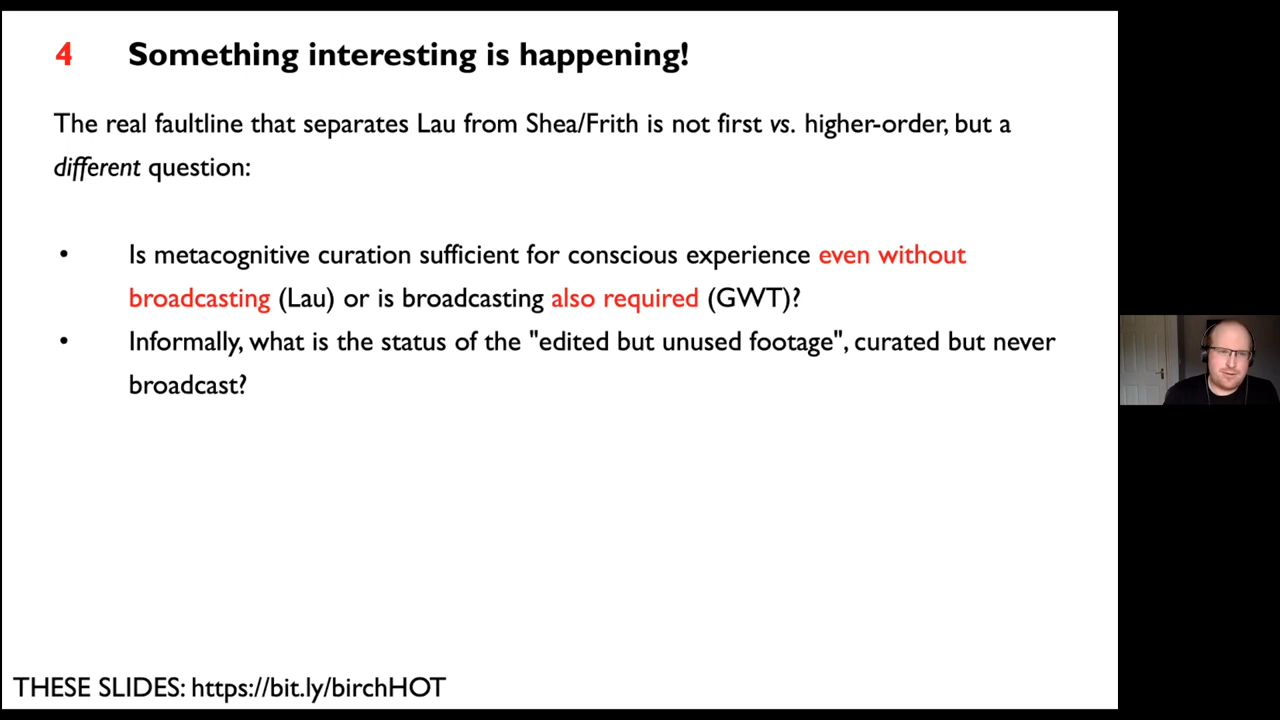 4 Something interesting is happening!
The real faultline that separates Lau from Shea/Frith is not first vs. higher-order, but a
different question:
• Is metacognitive curation sufficient for conscious experience even without
broadcasting (Lau) or is broadcasting also required (GWT)?
• Informally, what is the status of the "edited but unused footage", curated but never
broadcast?
THESE SLIDES: https://bit.ly/birchHOT